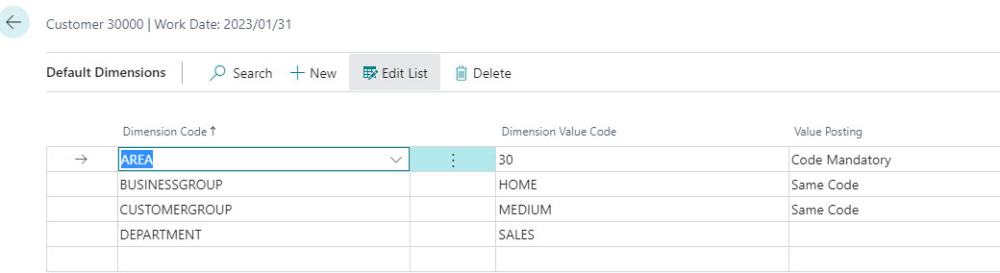 Customer 30000 | Work Date: 2023/01/31
Default Dimensions Search New Edit List Delete
Dimension Code ↑ Dimension Value Code Value Posting
AREA 30 Code Mandatory
BUSINESSGROUP HOME Same Code
CUSTOMERGROUP MEDIUM Same Code
DEPARTMENT SALES